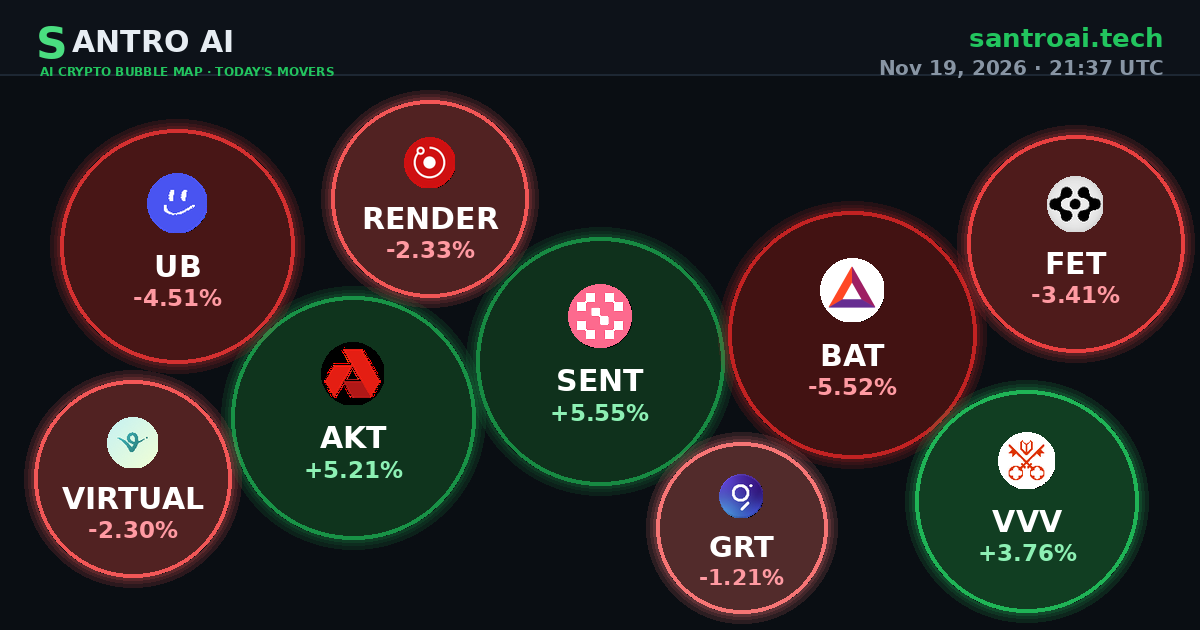 SANTRO AI
AI CRYPTO BUBBLE MAP · TODAY'S MOVERS
santroai.tech
Nov 19, 2026 · 21:37 UTC
UB
-4.51%
RENDER
-2.33%
FET
-3.41%
SENT
+5.55%
BAT
-5.52%
AKT
+5.21%
VIRTUAL
-2.30%
GRT
-1.21%
VVV
+3.76%